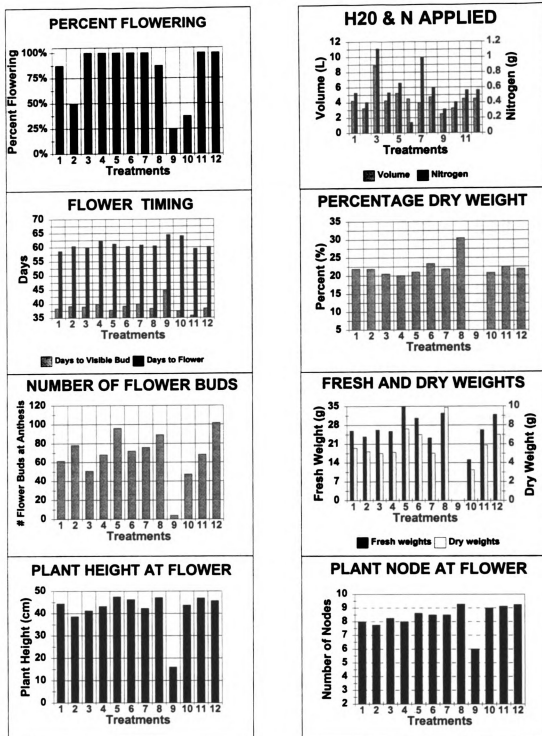 PERCENT FLOWERING
Percent Flowering
100%
75%
50%
25%
0%
1 2 3 4 5 6 7 8 9 10 11 12
Treatments
H20 & N APPLIED
Volume (L)
12
10
8
6
4
2
0
1.2
1
0.8
0.6
0.4
0.2
0
Nitrogen (g)
1 3 5 7 9 11
Treatments
Volume Nitrogen
FLOWER TIMING
Days
70
65
60
55
50
45
40
35
1 2 3 4 5 6 7 8 9 10 11 12
Treatments
Days to Visible Bud Days to Flower
PERCENTAGE DRY WEIGHT
Percent (%)
35
30
25
20
15
10
5
1 2 3 4 5 6 7 8 9 10 11 12
Treatments
NUMBER OF FLOWER BUDS
# Flower Buds at Anthesis
120
100
80
60
40
20
0
1 2 3 4 5 6 7 8 9 10 11 12
Treatments
FRESH AND DRY WEIGHTS
Fresh Weight (g)
35
28
21
14
7
0
10
8
6
4
2
0
Dry Weight (g)
1 2 3 4 5 6 7 8 9 10 11 12
Treatments
Fresh weights Dry weights
PLANT HEIGHT AT FLOWER
Plant Height (cm)
50
40
30
20
10
0
1 2 3 4 5 6 7 8 9 10 11 12
Treatments
PLANT NODE AT FLOWER
Number of Nodes
10
9
8
7
6
5
4
3
2
1 2 3 4 5 6 7 8 9 10 11 12
Treatments